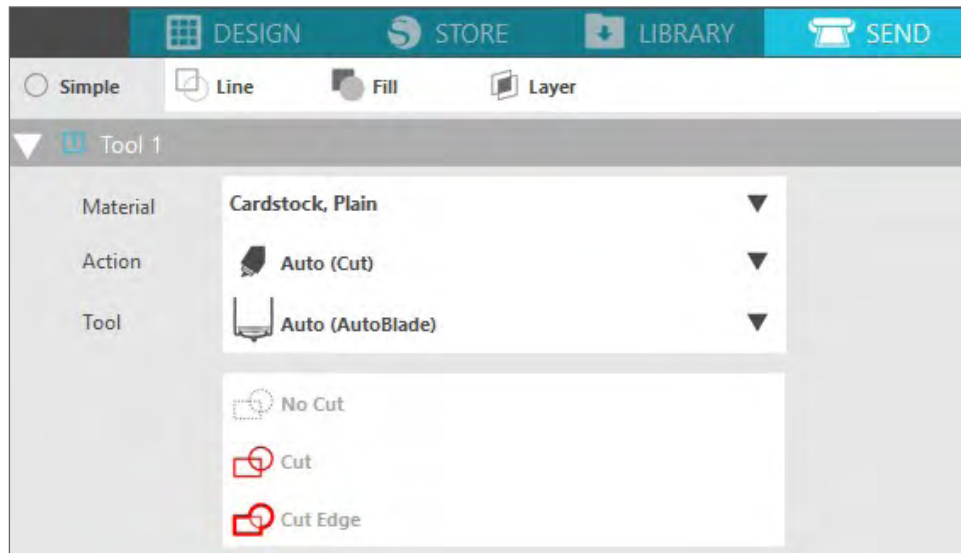 DESIGN STORE LIBRARY SEND
Simple Line Fill Layer
Tool 1
Material Cardstock, Plain
Action Auto (Cut)
Tool Auto (AutoBlade)
No Cut
Cut
Cut Edge